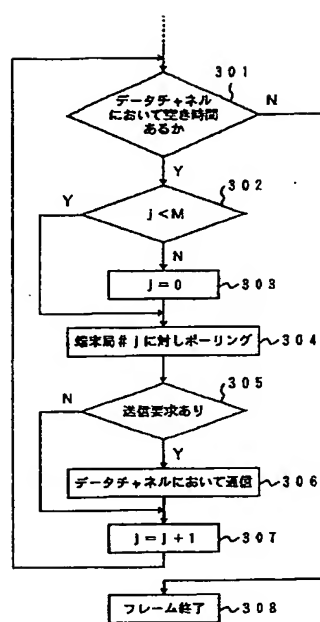 301
データチャネル
において空き時間
あるか
N
Y
302
Y
j<M
N
j=0
303
端末局#jに対しポーリング
304
305
N
送信要求あり
Y
データチャネルにおいて通信
306
j=j+1
307
フレーム終了
308